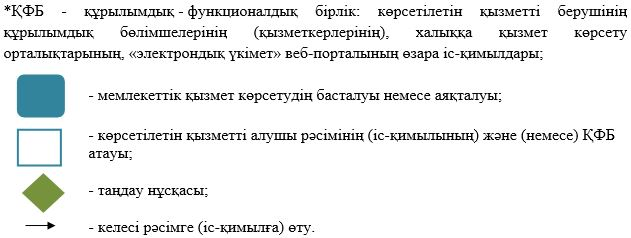 *ҚФБ - құрылымдық - функционалдық бірлік: көрсетілетін қызметті берушінің
құрылымдық бөлімшелерінің (қызметкерлерінің), халыққа қызмет көрсету
орталықтарының, «электрондық үкімет» веб-порталының өзара іс-қимылдары;
- мемлекеттік қызмет көрсетудің басталуы немесе аяқталуы;
- көрсетілетін қызметті алушы рәсімінің (іс-қимылының) және (немесе) ҚФБ
атауы;
- таңдау нұсқасы;
- келесі рәсімге (іс-қимылға) өту.